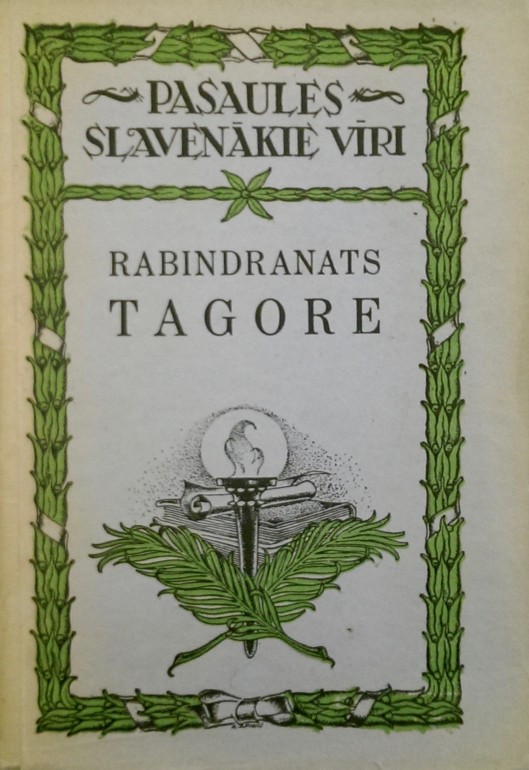 PASAULES
SLAVENĀKIE VĪRI
RABINDRANATS
TAGORE